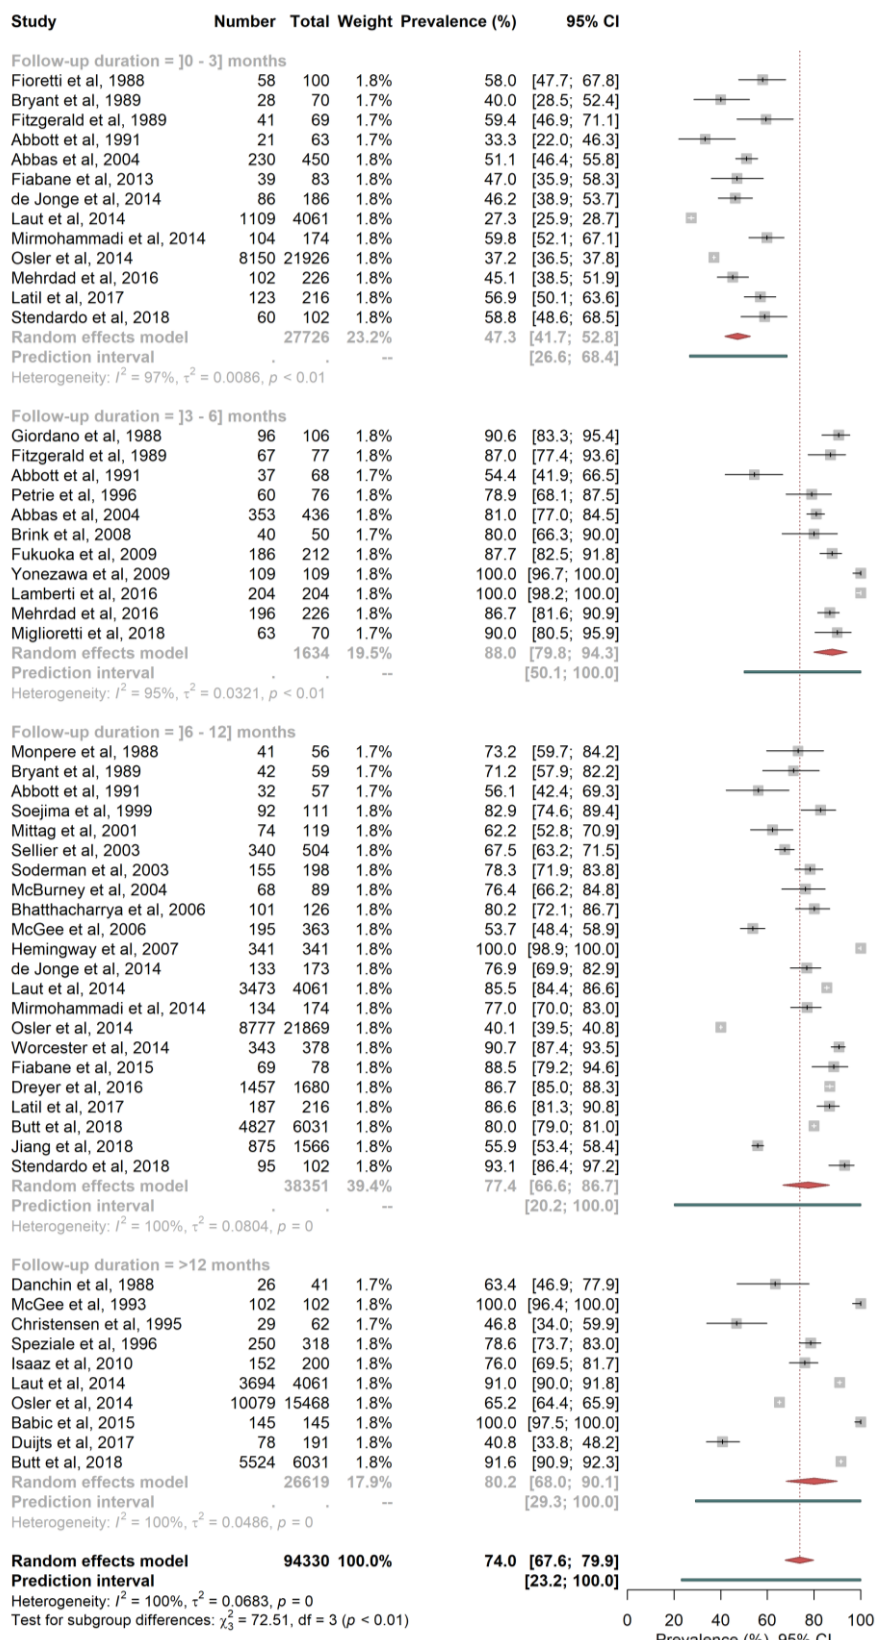 Study Number Total Weight Prevalence (%) 95% CI
Follow-up duration = ]0 - 3] months
Fioretti et al, 1988 58 100 1.8% 58.0 [47.7; 67.8]
Bryant et al, 1989 28 70 1.7% 40.0 [28.5; 52.4]
Fitzgerald et al, 1989 41 69 1.7% 59.4 [46.9; 71.1]
Abbott et al, 1991 21 63 1.7% 33.3 [22.0; 46.3]
Abbas et al, 2004 230 450 1.8% 51.1 [46.4; 55.8]
Fiabane et al, 2013 39 83 1.8% 47.0 [35.9; 58.3]
de Jonge et al, 2014 86 186 1.8% 46.2 [38.9; 53.7]
Laut et al, 2014 1109 4061 1.8% 27.3 [25.9; 28.7]
Mirmohammadi et al, 2014 104 174 1.8% 59.8 [52.1; 67.1]
Osler et al, 2014 8150 21926 1.8% 37.2 [36.5; 37.8]
Mehrdad et al, 2016 102 226 1.8% 45.1 [38.5; 51.9]
Latil et al, 2017 123 216 1.8% 56.9 [50.1; 63.6]
Stendardo et al, 2018 60 102 1.8% 58.8 [48.6; 68.5]
Random effects model 27726 23.2% 47.3 [41.7; 52.8]
Prediction interval . . -- [26.6; 68.4]
Heterogeneity: I² = 97%, τ² = 0.0086, p < 0.01
Follow-up duration = ]3 - 6] months
Giordano et al, 1988 96 106 1.8% 90.6 [83.3; 95.4]
Fitzgerald et al, 1989 67 77 1.8% 87.0 [77.4; 93.6]
Abbott et al, 1991 37 68 1.7% 54.4 [41.9; 66.5]
Petrie et al, 1996 60 76 1.8% 78.9 [68.1; 87.5]
Abbas et al, 2004 353 436 1.8% 81.0 [77.0; 84.5]
Brink et al, 2008 40 50 1.7% 80.0 [66.3; 90.0]
Fukuoka et al, 2009 186 212 1.8% 87.7 [82.5; 91.8]
Yonezawa et al, 2009 109 109 1.8% 100.0 [96.7; 100.0]
Lamberti et al, 2016 204 204 1.8% 100.0 [98.2; 100.0]
Mehrdad et al, 2016 196 226 1.8% 86.7 [81.6; 90.9]
Miglioretti et al, 2018 63 70 1.7% 90.0 [80.5; 95.9]
Random effects model 1634 19.5% 88.0 [79.8; 94.3]
Prediction interval . . -- [50.1; 100.0]
Heterogeneity: I² = 95%, τ² = 0.0321, p < 0.01
Follow-up duration = ]6 - 12] months
Monpere et al, 1988 41 56 1.7% 73.2 [59.7; 84.2]
Bryant et al, 1989 42 59 1.7% 71.2 [57.9; 82.2]
Abbott et al, 1991 32 57 1.7% 56.1 [42.4; 69.3]
Soejima et al, 1999 92 111 1.8% 82.9 [74.6; 89.4]
Mittag et al, 2001 74 119 1.8% 62.2 [52.8; 70.9]
Sellier et al, 2003 340 504 1.8% 67.5 [63.2; 71.5]
Soderman et al, 2003 155 198 1.8% 78.3 [71.9; 83.8]
McBurney et al, 2004 68 89 1.8% 76.4 [66.2; 84.8]
Bhatthacharrya et al, 2006 101 126 1.8% 80.2 [72.1; 86.7]
McGee et al, 2006 195 363 1.8% 53.7 [48.4; 58.9]
Hemingway et al, 2007 341 341 1.8% 100.0 [98.9; 100.0]
de Jonge et al, 2014 133 173 1.8% 76.9 [69.9; 82.9]
Laut et al, 2014 3473 4061 1.8% 85.5 [84.4; 86.6]
Mirmohammadi et al, 2014 134 174 1.8% 77.0 [70.0; 83.0]
Osler et al, 2014 8777 21869 1.8% 40.1 [39.5; 40.8]
Worcester et al, 2014 343 378 1.8% 90.7 [87.4; 93.5]
Fiabane et al, 2015 69 78 1.8% 88.5 [79.2; 94.6]
Dreyer et al, 2016 1457 1680 1.8% 86.7 [85.0; 88.3]
Latil et al, 2017 187 216 1.8% 86.6 [81.3; 90.8]
Butt et al, 2018 4827 6031 1.8% 80.0 [79.0; 81.0]
Jiang et al, 2018 875 1566 1.8% 55.9 [53.4; 58.4]
Stendardo et al, 2018 95 102 1.8% 93.1 [86.4; 97.2]
Random effects model 38351 39.4% 77.4 [66.6; 86.7]
Prediction interval . . -- [20.2; 100.0]
Heterogeneity: I² = 100%, τ² = 0.0804, p = 0
Follow-up duration = >12 months
Danchin et al, 1988 26 41 1.7% 63.4 [46.9; 77.9]
McGee et al, 1993 102 102 1.8% 100.0 [96.4; 100.0]
Christensen et al, 1995 29 62 1.7% 46.8 [34.0; 59.9]
Speziale et al, 1996 250 318 1.8% 78.6 [73.7; 83.0]
Isaaz et al, 2010 152 200 1.8% 76.0 [69.5; 81.7]
Laut et al, 2014 3694 4061 1.8% 91.0 [90.0; 91.8]
Osler et al, 2014 10079 15468 1.8% 65.2 [64.4; 65.9]
Babic et al, 2015 145 145 1.8% 100.0 [97.5; 100.0]
Duijts et al, 2017 78 191 1.8% 40.8 [33.8; 48.2]
Butt et al, 2018 5524 6031 1.8% 91.6 [90.9; 92.3]
Random effects model 26619 17.9% 80.2 [68.0; 90.1]
Prediction interval . . -- [29.3; 100.0]
Heterogeneity: I² = 100%, τ² = 0.0486, p = 0
Random effects model 94330 100.0% 74.0 [67.6; 79.9]
Prediction interval [23.2; 100.0]
Heterogeneity: I² = 100%, τ² = 0.0683, p = 0
Test for subgroup differences: χ²₃ = 72.51, df = 3 (p < 0.01)
0 20 40 60 80 100
Prevalence (%), 95% CI